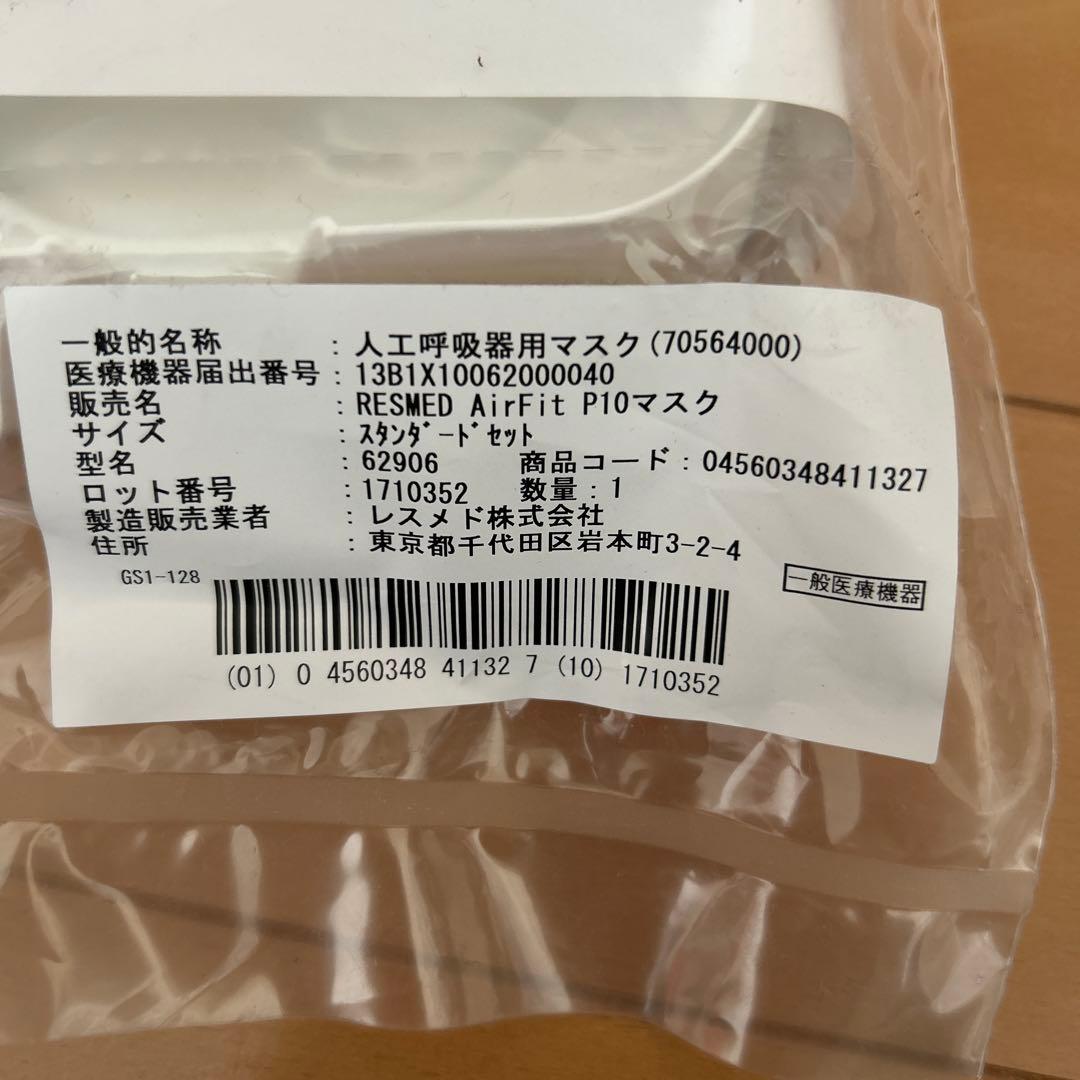 一般的名称 : 人工呼吸器用マスク(70564000)
医療機器届出番号 : 13B1X10062000040
販売名 : RESMED AirFit P10マスク
サイズ : ｽﾀﾝﾀﾞｰﾄﾞｾｯﾄ
型名 : 62906 商品コード : 04560348411327
ロット番号 : 1710352 数量 : 1
製造販売業者 : レスメド株式会社
住所 : 東京都千代田区岩本町3-2-4
一般医療機器
GS1-128
(01) 0 4560348 41132 7 (10) 1710352